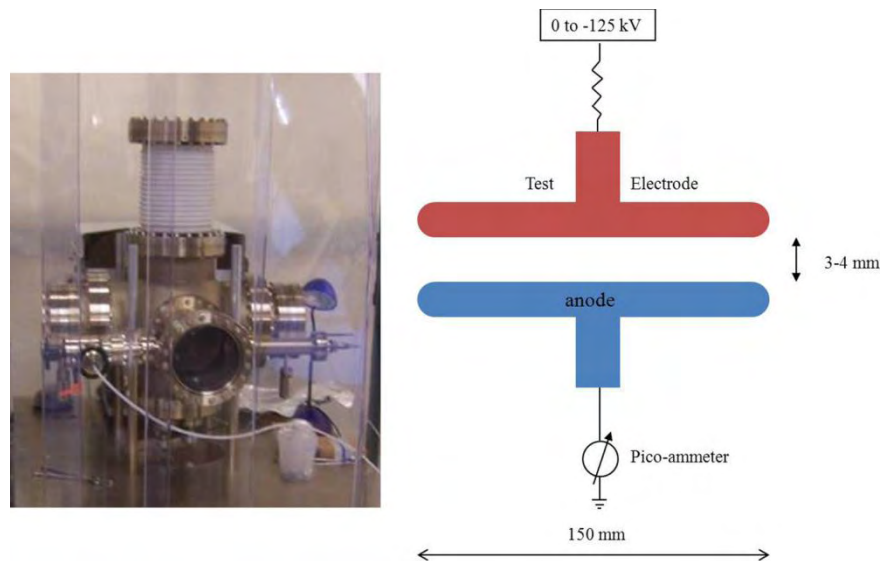 0 to -125 kV
Test Electrode
3-4 mm
anode
Pico-ammeter
150 mm